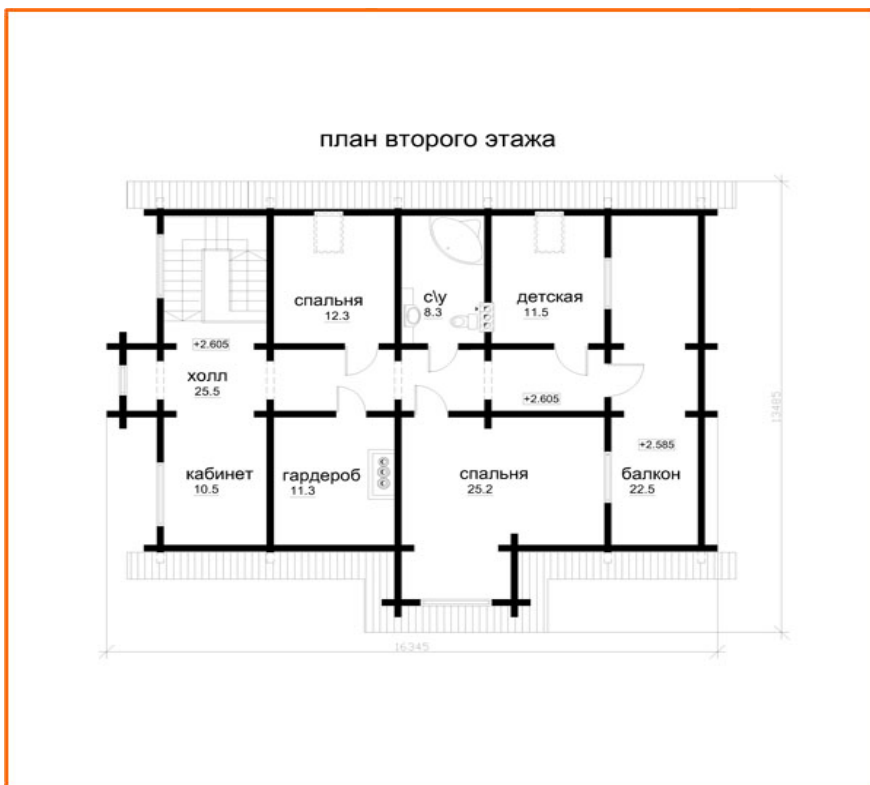 план второго этажа
спальня
12.3
с\у
8.3
детская
11.5
+2.605
холл
25.5
+2.605
+2.585
кабинет
10.5
гардероб
11.3
спальня
25.2
балкон
22.5
13485
16345